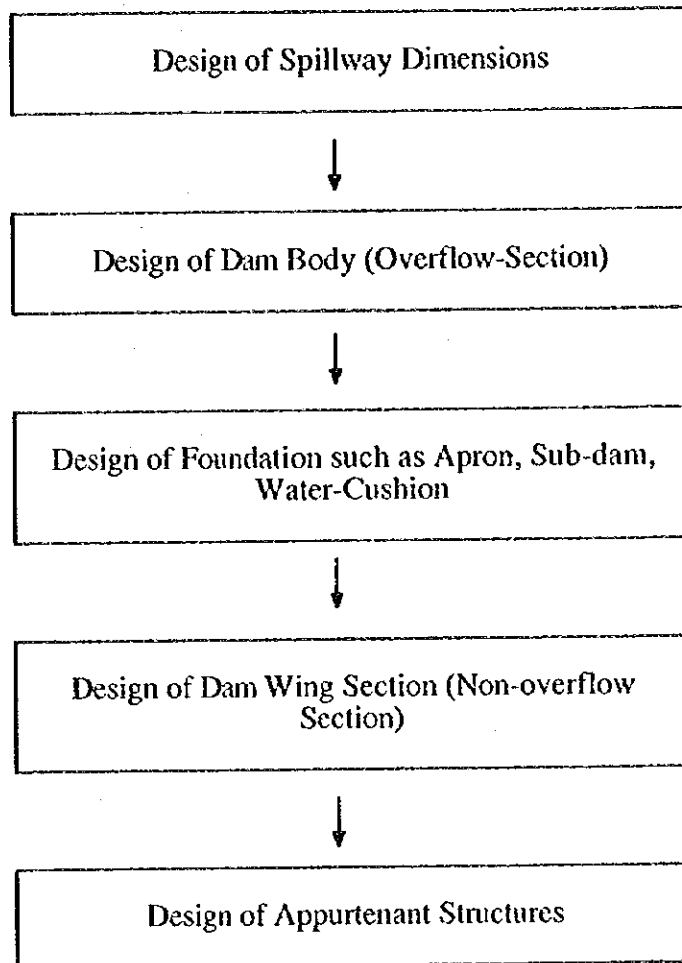 Design of Spillway Dimensions
Design of Dam Body (Overflow-Section)
Design of Foundation such as Apron, Sub-dam,
Water-Cushion
Design of Dam Wing Section (Non-overflow
Section)
Design of Appurtenant Structures